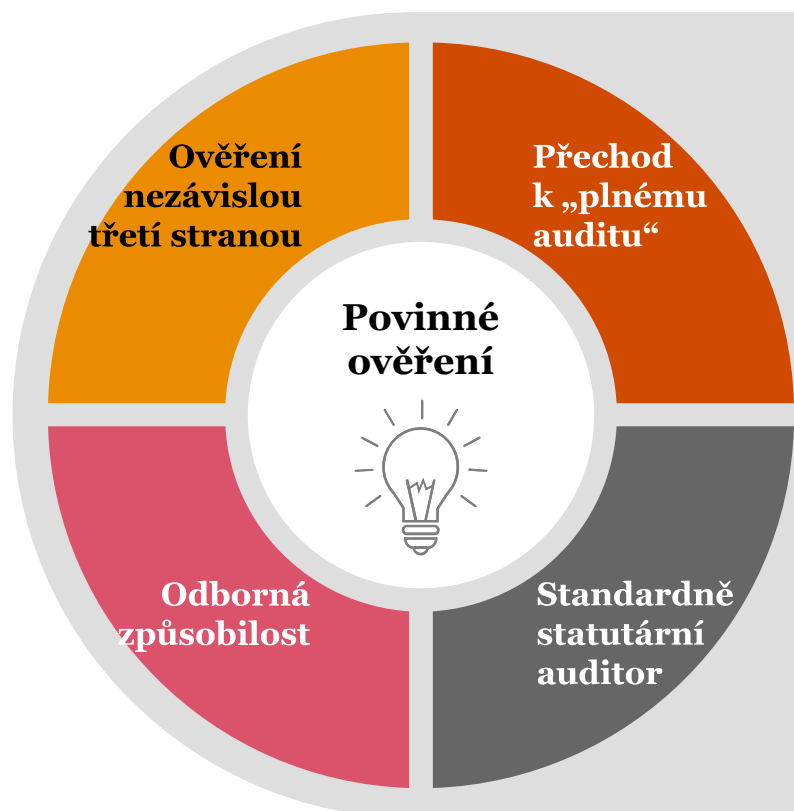 Ověření
nezávislou
třetí stranou
Přechod
k „plnému
auditu“
Povinné
ověření
Odborná
způsobilost
Standardně
statutární
auditor